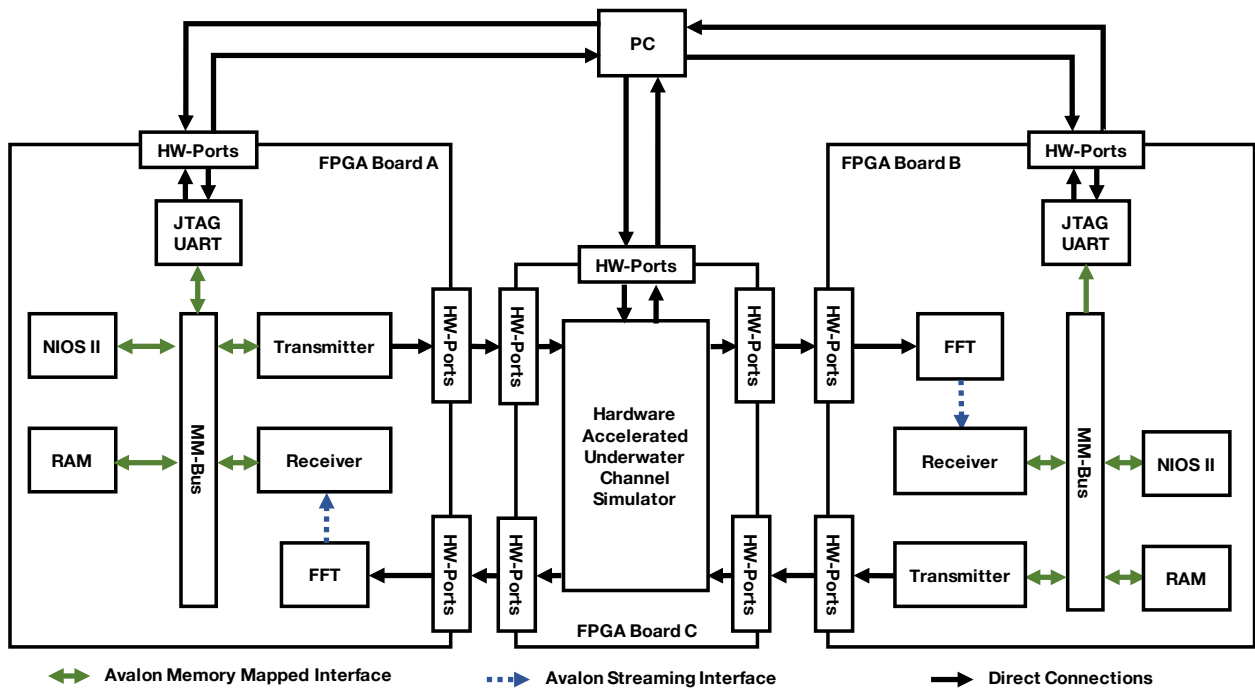 PC
HW-Ports
FPGA Board A
FPGA Board B
HW-Ports
JTAG
UART
JTAG
UART
HW-Ports
NIOS II
Transmitter
HW-Ports
HW-Ports
HW-Ports
HW-Ports
FFT
MM-Bus
Hardware
Accelerated
Underwater
Channel
Simulator
MM-Bus
RAM
Receiver
Receiver
NIOS II
FFT
HW-Ports
HW-Ports
HW-Ports
HW-Ports
Transmitter
RAM
FPGA Board C
Avalon Memory Mapped Interface
Avalon Streaming Interface
Direct Connections